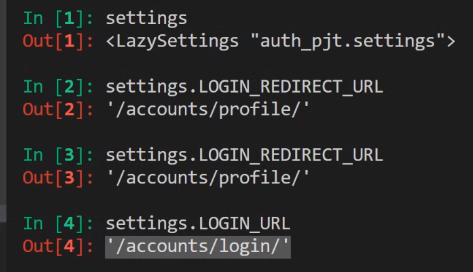 In [1]: settings
Out[1]: <LazySettings "auth_pjt.settings">
In [2]: settings.LOGIN_REDIRECT_URL
Out[2]: '/accounts/profile/'
In [3]: settings.LOGIN_REDIRECT_URL
Out[3]: '/accounts/profile/'
In [4]: settings.LOGIN_URL
Out[4]: '/accounts/login/'